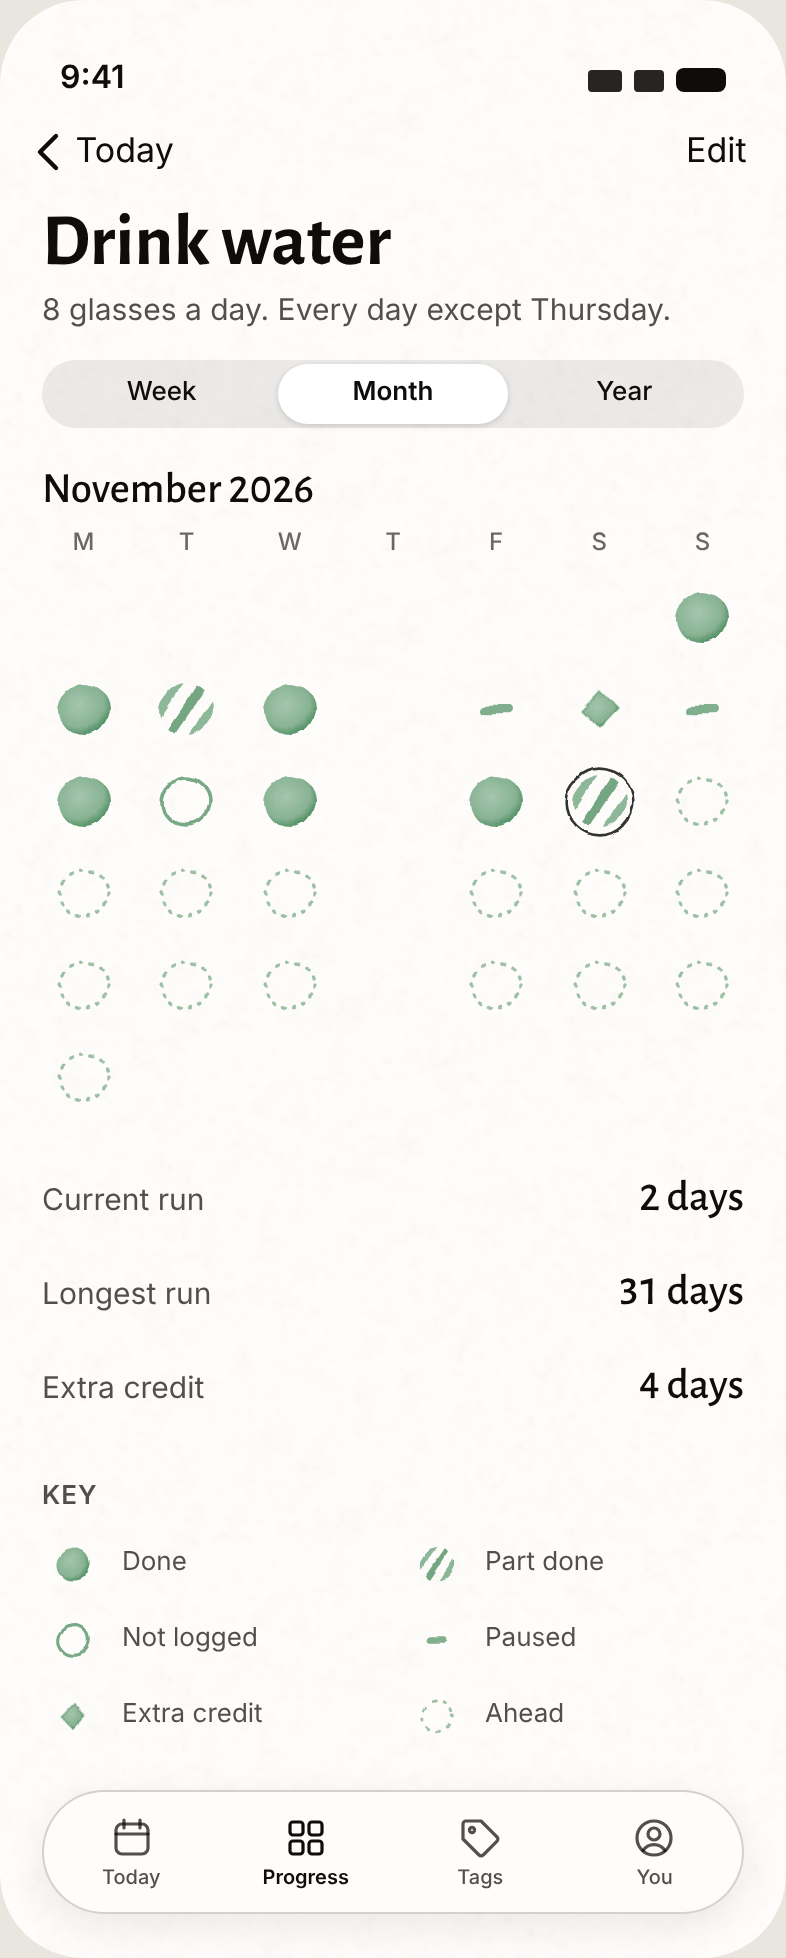 9:41
Today
Edit
Drink water
8 glasses a day. Every day except Thursday.
Week Month Year
November 2026
M T W T F S S
Current run 2 days
Longest run 31 days
Extra credit 4 days
KEY
Done Part done
Not logged Paused
Extra credit Ahead
Today Progress Tags You